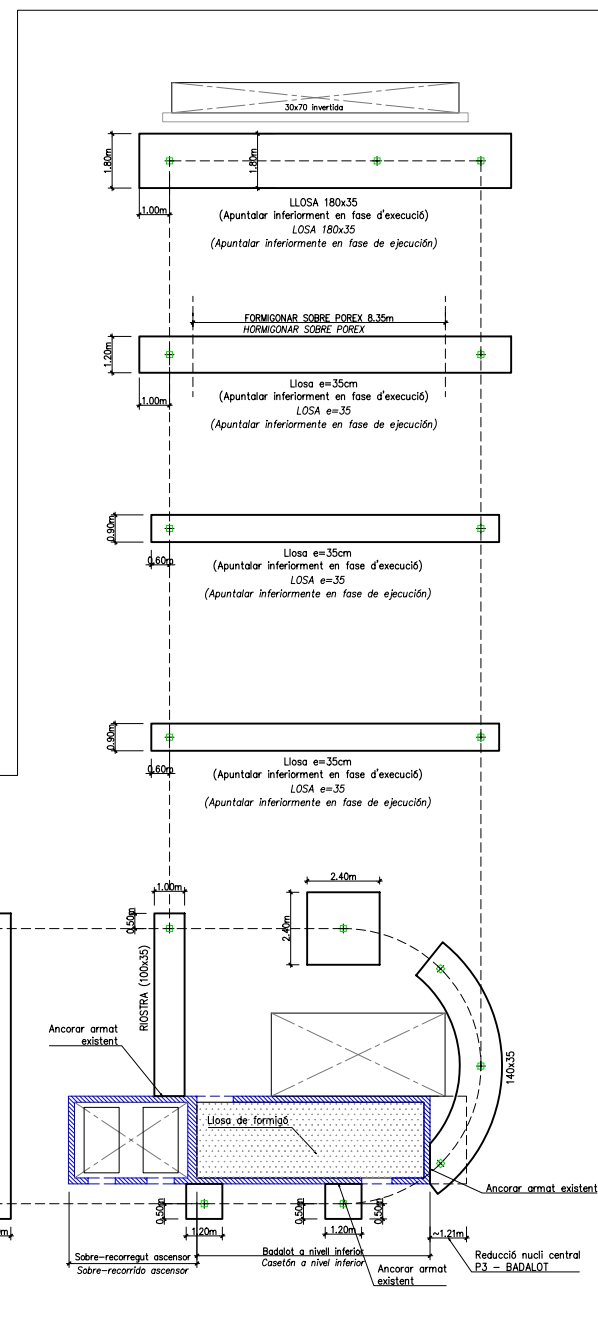 30x70 invertida
1.80m
1.80m
1.00m
LLOSA 180x35
(Apuntalar inferiorment en fase d'execució)
LOSA 180x35
(Apuntalar inferiormente en fase de ejecución)
FORMIGONAR SOBRE POREX 8.35m
HORMIGONAR SOBRE POREX
1.20m
1.00m
Llosa e=35cm
(Apuntalar inferiorment en fase d'execució)
LOSA e=35
(Apuntalar inferiormente en fase de ejecución)
0.90m
0.60m
Llosa e=35cm
(Apuntalar inferiorment en fase d'execució)
LOSA e=35
(Apuntalar inferiormente en fase de ejecución)
0.90m
0.60m
Llosa e=35cm
(Apuntalar inferiorment en fase d'execució)
LOSA e=35
(Apuntalar inferiormente en fase de ejecución)
2.40m
1.00m
0.50m
2.40m
RIOSTRA (100x35)
Ancorar armat
existent
140x35
Llosa de formigó
Ancorar armat existent
0.50m
0.50m
0.50m
1.20m
1.20m
~1.21m
Sobre-recorregut ascensor
Sobre-recorrido ascensor
Badalot a nivell inferior
Casetón a nivel inferior
Reducció nucli central
P3 - BADALOT
Ancorar armat
existent